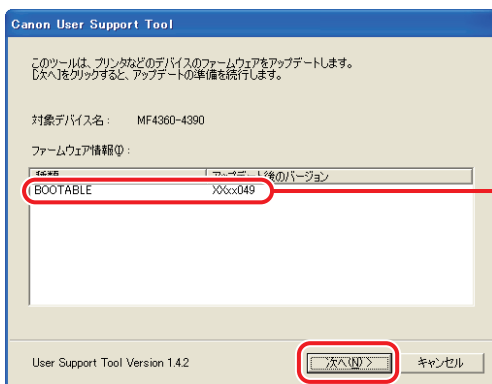 Canon User Support Tool
このツールは、プリンタなどのデバイスのファームウェアをアップデートします。
[次へ]をクリックすると、アップデートの準備を続行します。
対象デバイス名： MF4360-4390
ファームウェア情報(I)：
種類 アップデート後のバージョン
BOOTABLE XXxx049
User Support Tool Version 1.4.2
次へ(N) > キャンセル